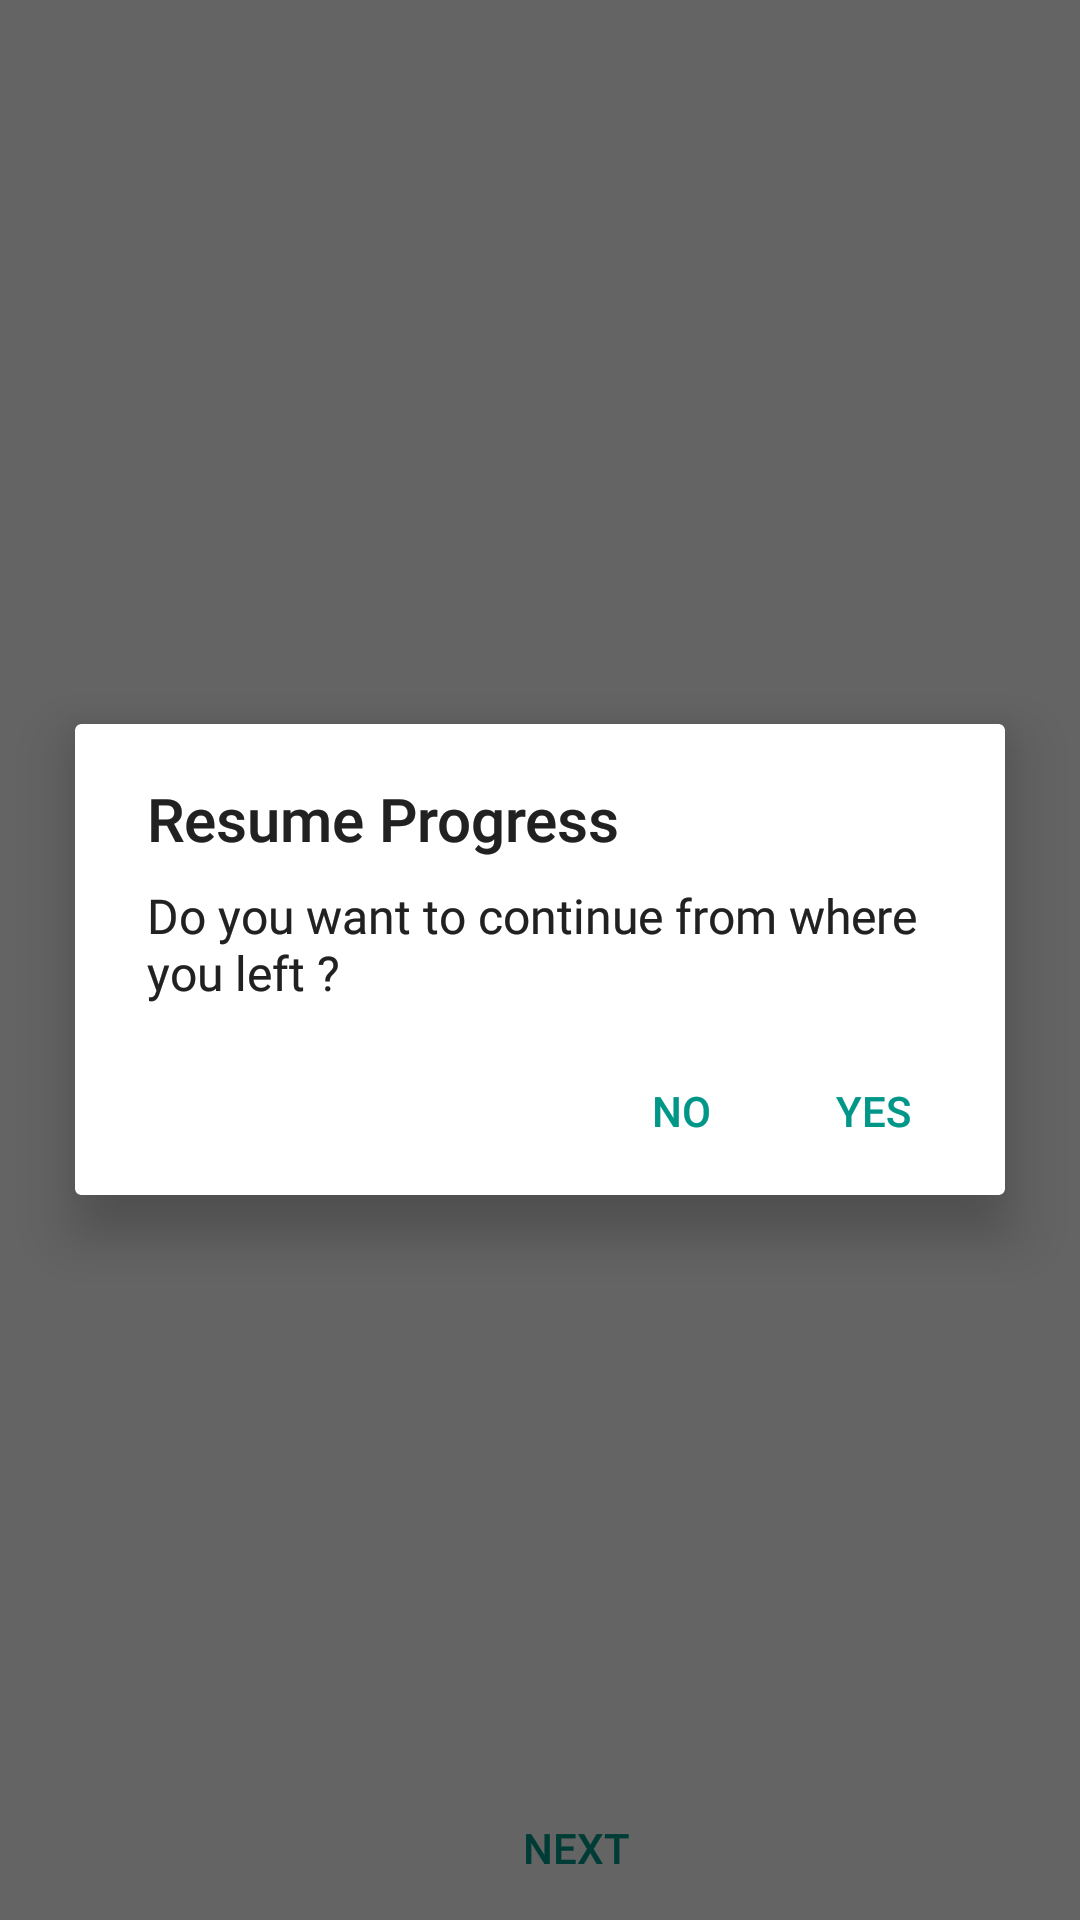 Resume Progress
Do you want to continue from where
you left ?
NO YES
NEXT